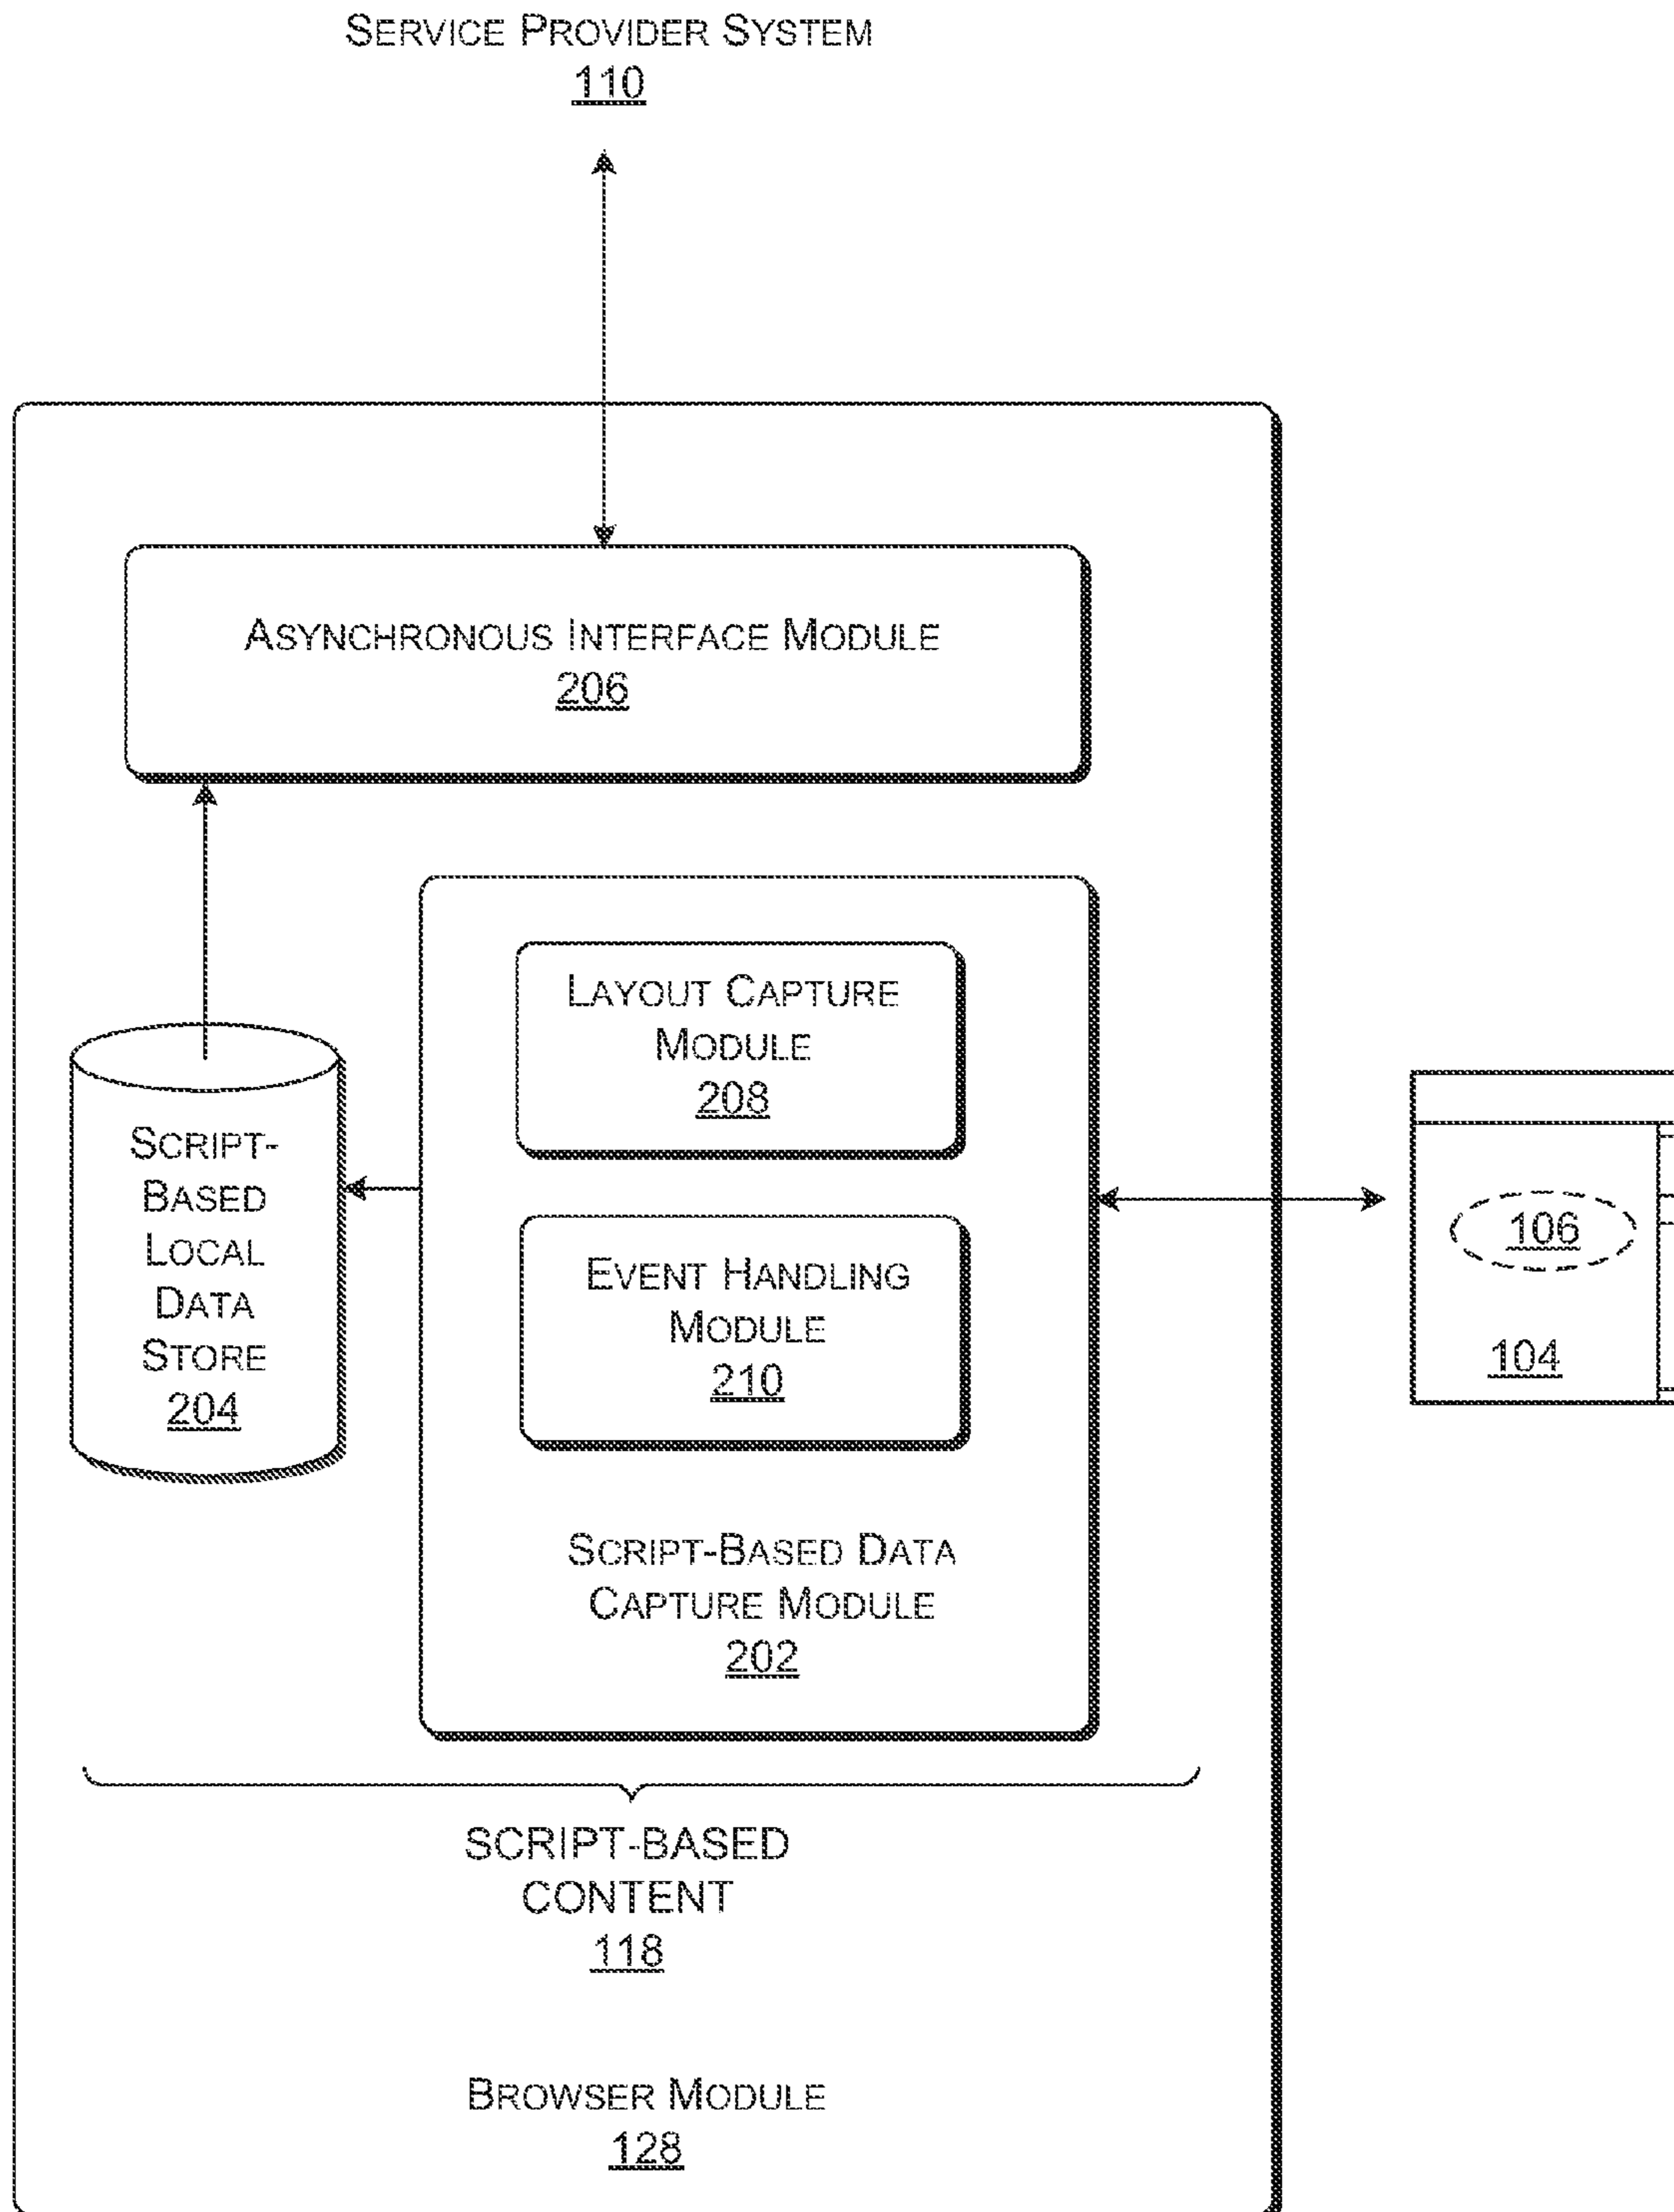 SERVICE PROVIDER SYSTEM
110
ASYNCHRONOUS INTERFACE MODULE
206
LAYOUT CAPTURE
MODULE
208
SCRIPT-
BASED
LOCAL
DATA
STORE
204
EVENT HANDLING
MODULE
210
106
104
SCRIPT-BASED DATA
CAPTURE MODULE
202
SCRIPT-BASED
CONTENT
118
BROWSER MODULE
128